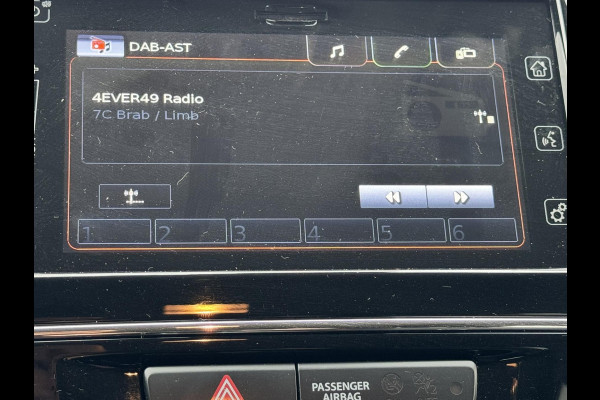 DAB-AST
4EVER49 Radio
7C Brab / Limb
1 2 3 4 5 6
PASSENGER
AIRBAG